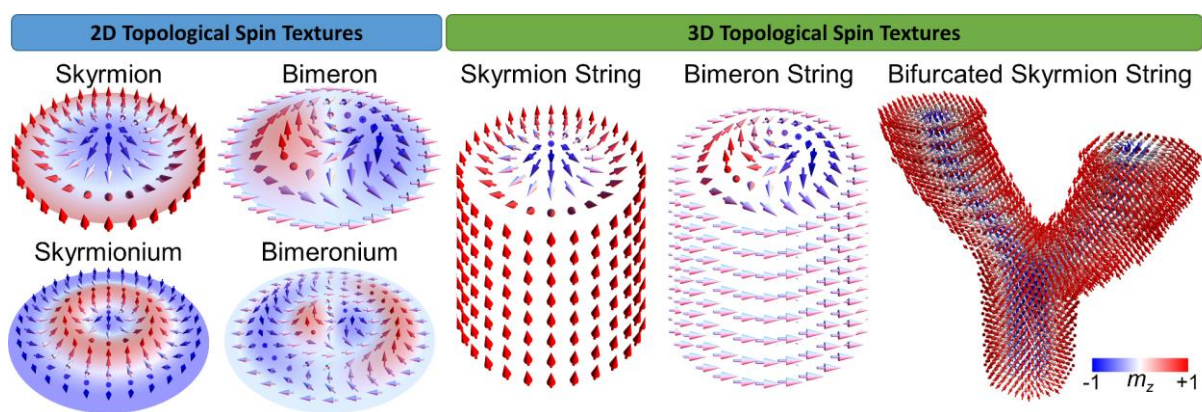 2D Topological Spin Textures
3D Topological Spin Textures
Skyrmion
Bimeron
Skyrmion String
Bimeron String
Bifurcated Skyrmion String
Skyrmionium
Bimeronium
-1 m_z +1